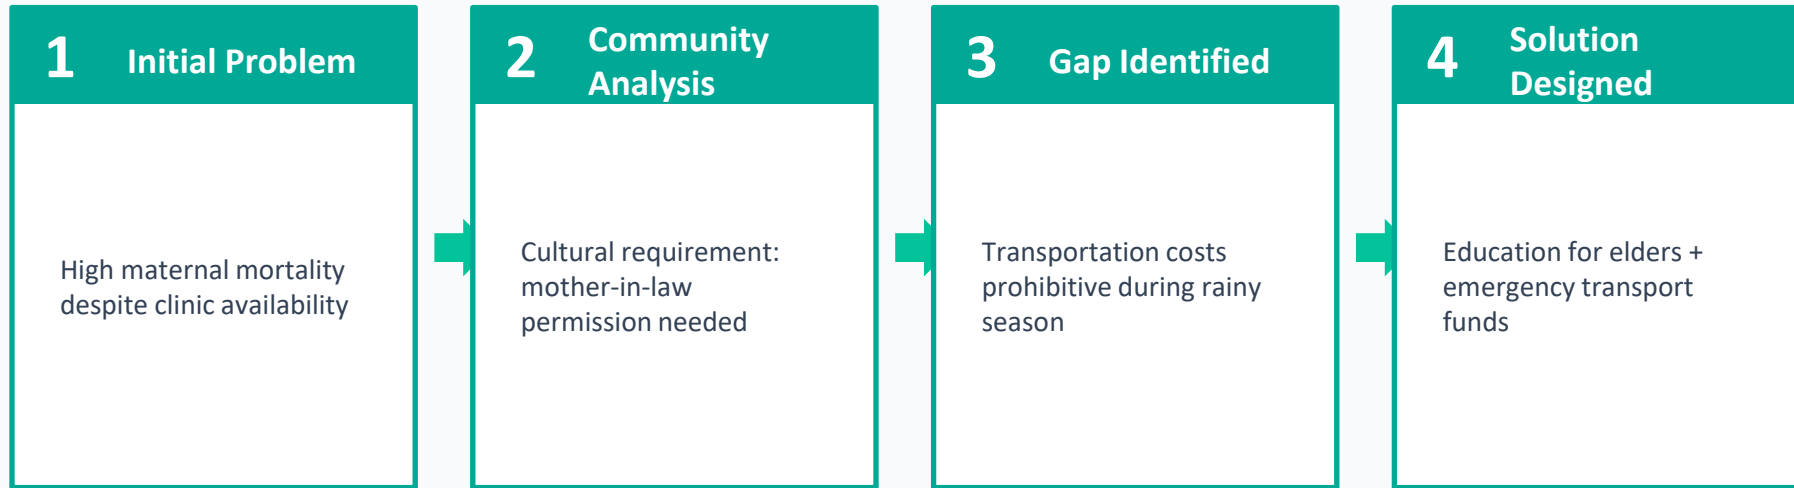 1 Initial Problem
High maternal mortality
despite clinic availability
2 Community
Analysis
Cultural requirement:
mother-in-law
permission needed
3 Gap Identified
Transportation costs
prohibitive during rainy
season
4 Solution
Designed
Education for elders +
emergency transport
funds